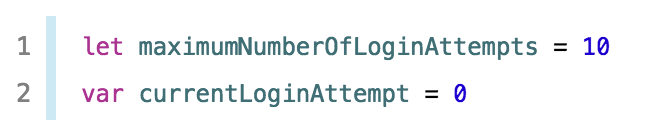 1 let maximumNumberOfLoginAttempts = 10
2 var currentLoginAttempt = 0